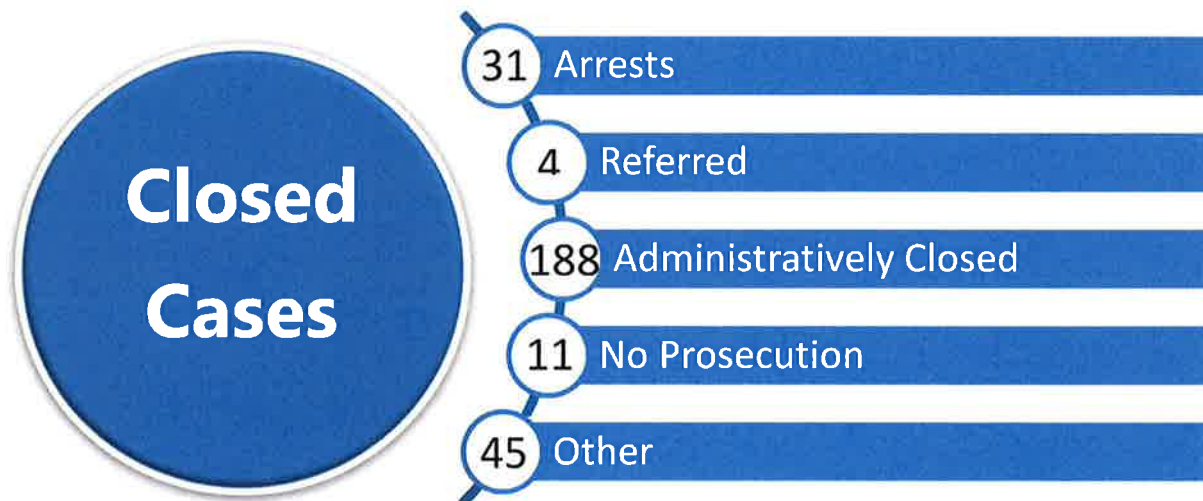 Closed
Cases
31 Arrests
4 Referred
188 Administratively Closed
11 No Prosecution
45 Other